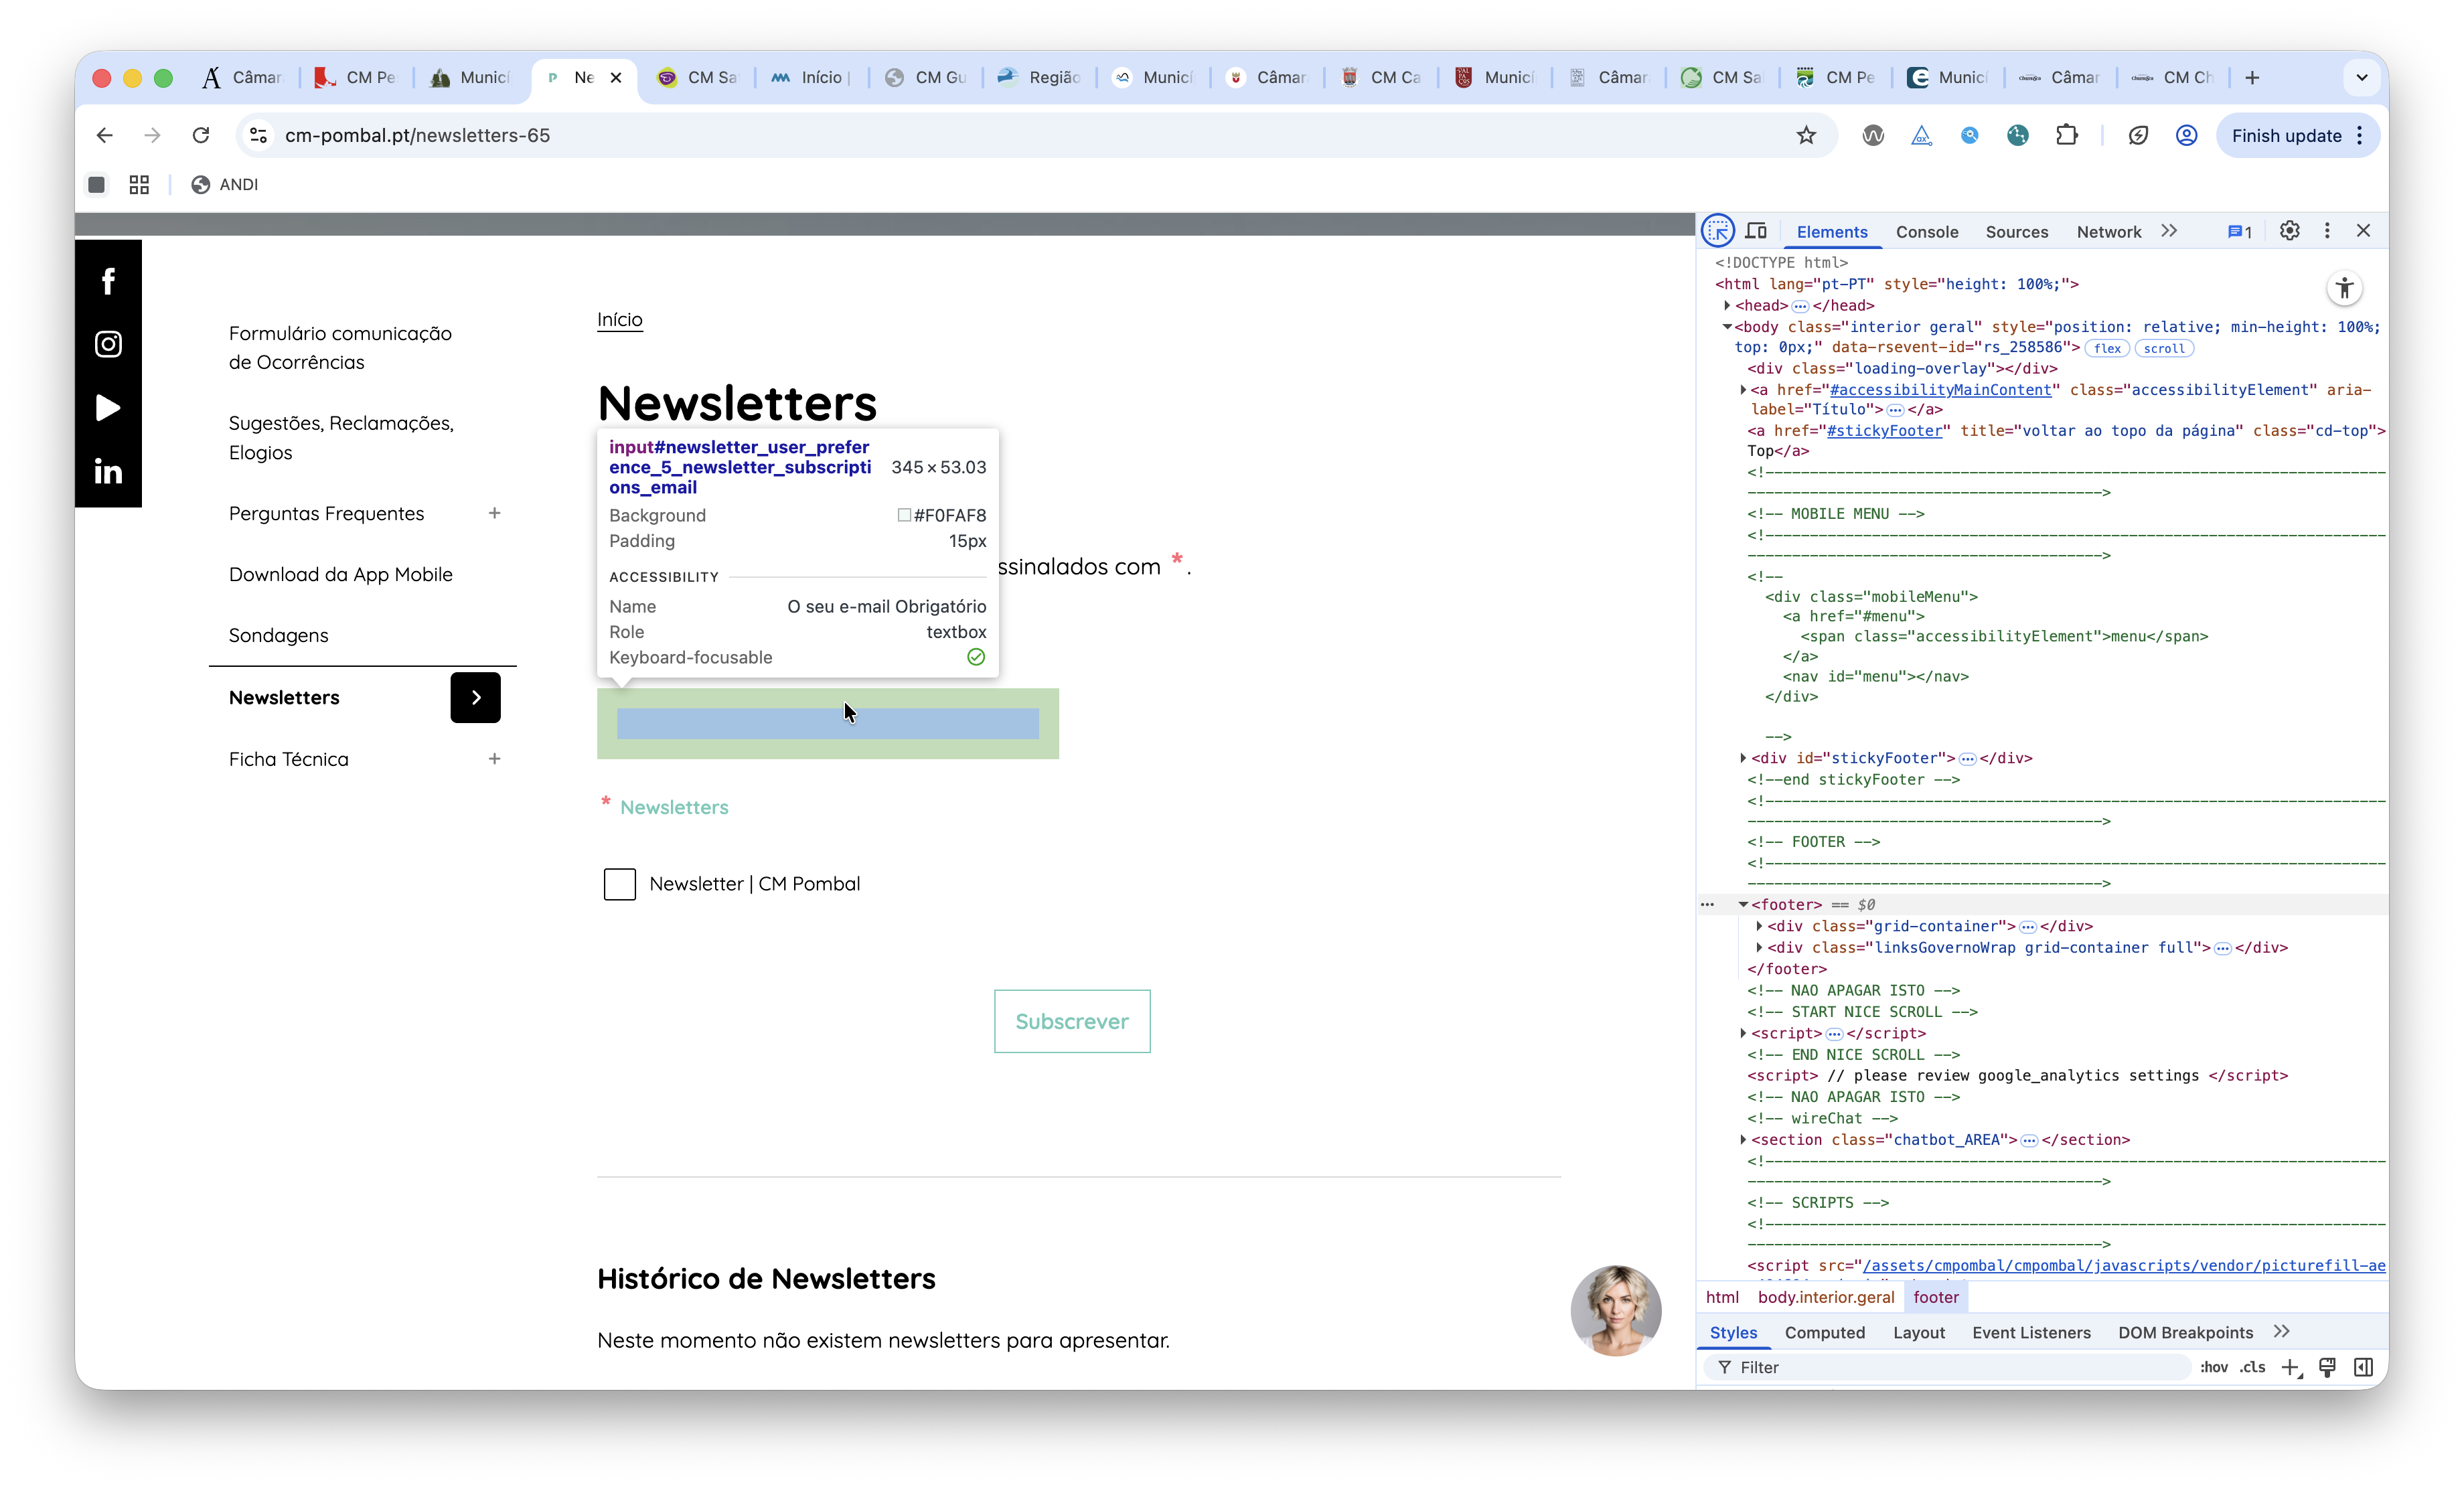 Câmar
CM Pe
Municí
Ne
CM Sa
Início
CM Gu
Região
Municí
Câmar
CM Ca
Municí
Câmar
CM Sa
CM Pe
Municí
Câmar
CM Ch
cm-pombal.pt/newsletters-65
Finish update
ANDI
Formulário comunicação
de Ocorrências
Sugestões, Reclamações,
Elogios
Perguntas Frequentes +
Download da App Mobile
Sondagens
Newsletters
Ficha Técnica +
Início
Newsletters
input#newsletter_user_prefer
ence_5_newsletter_subscripti
ons_email
345 × 53.03
Background #F0FAF8
Padding 15px
ACCESSIBILITY
Name O seu e-mail Obrigatório
Role textbox
Keyboard-focusable
ssinalados com * .
* Newsletters
Newsletter | CM Pombal
Subscrever
Histórico de Newsletters
Neste momento não existem newsletters para apresentar.
Elements Console Sources Network 1
<!DOCTYPE html>
<html lang="pt-PT" style="height: 100%;">
<head> </head>
<body class="interior geral" style="position: relative; min-height: 100%;
top: 0px;" data-rsevent-id="rs_258586"> flex scroll
<div class="loading-overlay"></div>
<a href="#accessibilityMainContent" class="accessibilityElement" aria-
label="Título"> </a>
<a href="#stickyFooter" title="voltar ao topo da página" class="cd-top">
Top</a>
<!-- MOBILE MENU -->
<!--
<div class="mobileMenu">
<a href="#menu">
<span class="accessibilityElement">menu</span>
</a>
<nav id="menu"></nav>
</div>
-->
<div id="stickyFooter"> </div>
<!--end stickyFooter -->
<!-- FOOTER -->
<footer> == $0
<div class="grid-container"> </div>
<div class="linksGovernoWrap grid-container full"> </div>
</footer>
<!-- NAO APAGAR ISTO -->
<!-- START NICE SCROLL -->
<script> </script>
<!-- END NICE SCROLL -->
<script> // please review google_analytics settings </script>
<!-- NAO APAGAR ISTO -->
<!-- wireChat -->
<section class="chatbot_AREA"> </section>
<!-- SCRIPTS -->
<script src="/assets/cmpombal/cmpombal/javascripts/vendor/picturefill-ae
html body.interior.geral footer
Styles Computed Layout Event Listeners DOM Breakpoints
Filter :hov .cls